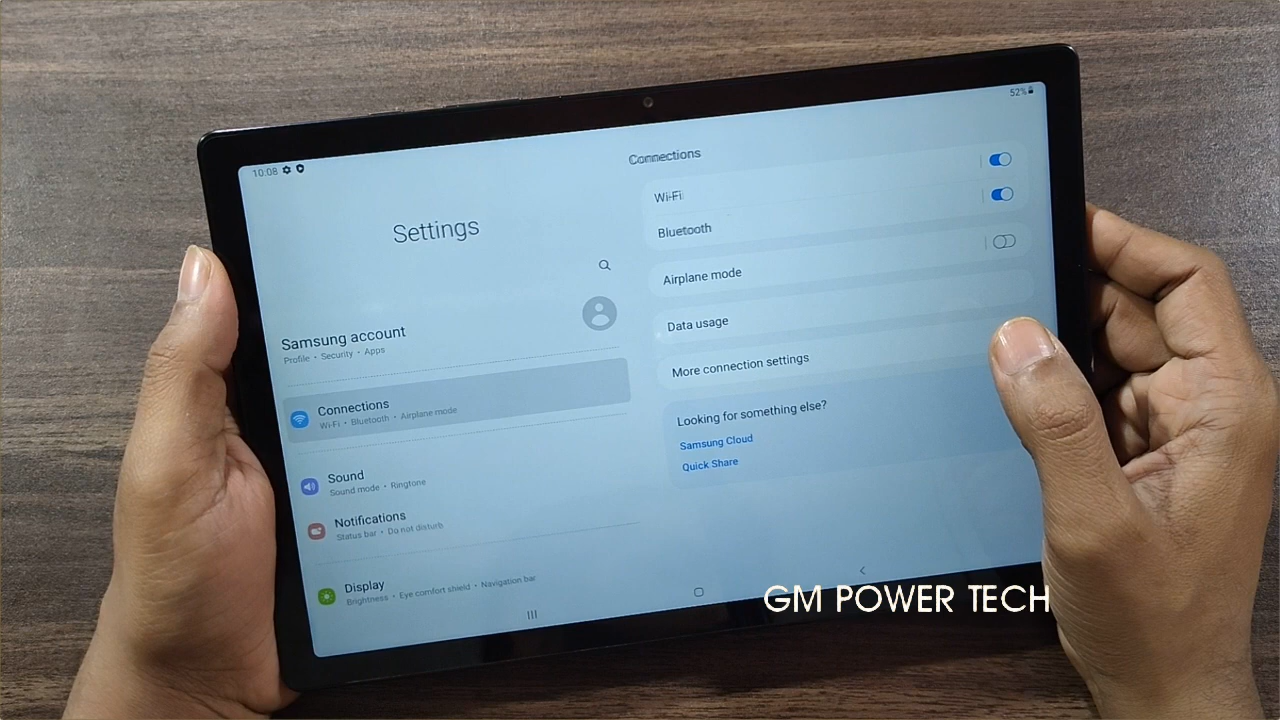 10:08
52%
Settings
Samsung account
Profile • Security • Apps
Connections
Wi-Fi • Bluetooth • Airplane mode
Sound
Sound mode • Ringtone
Notifications
Status bar • Do not disturb
Display
Brightness • Eye comfort shield • Navigation bar
Connections
Wi-Fi
Bluetooth
Airplane mode
Data usage
More connection settings
Looking for something else?
Samsung Cloud
Quick Share
GM POWER TECH